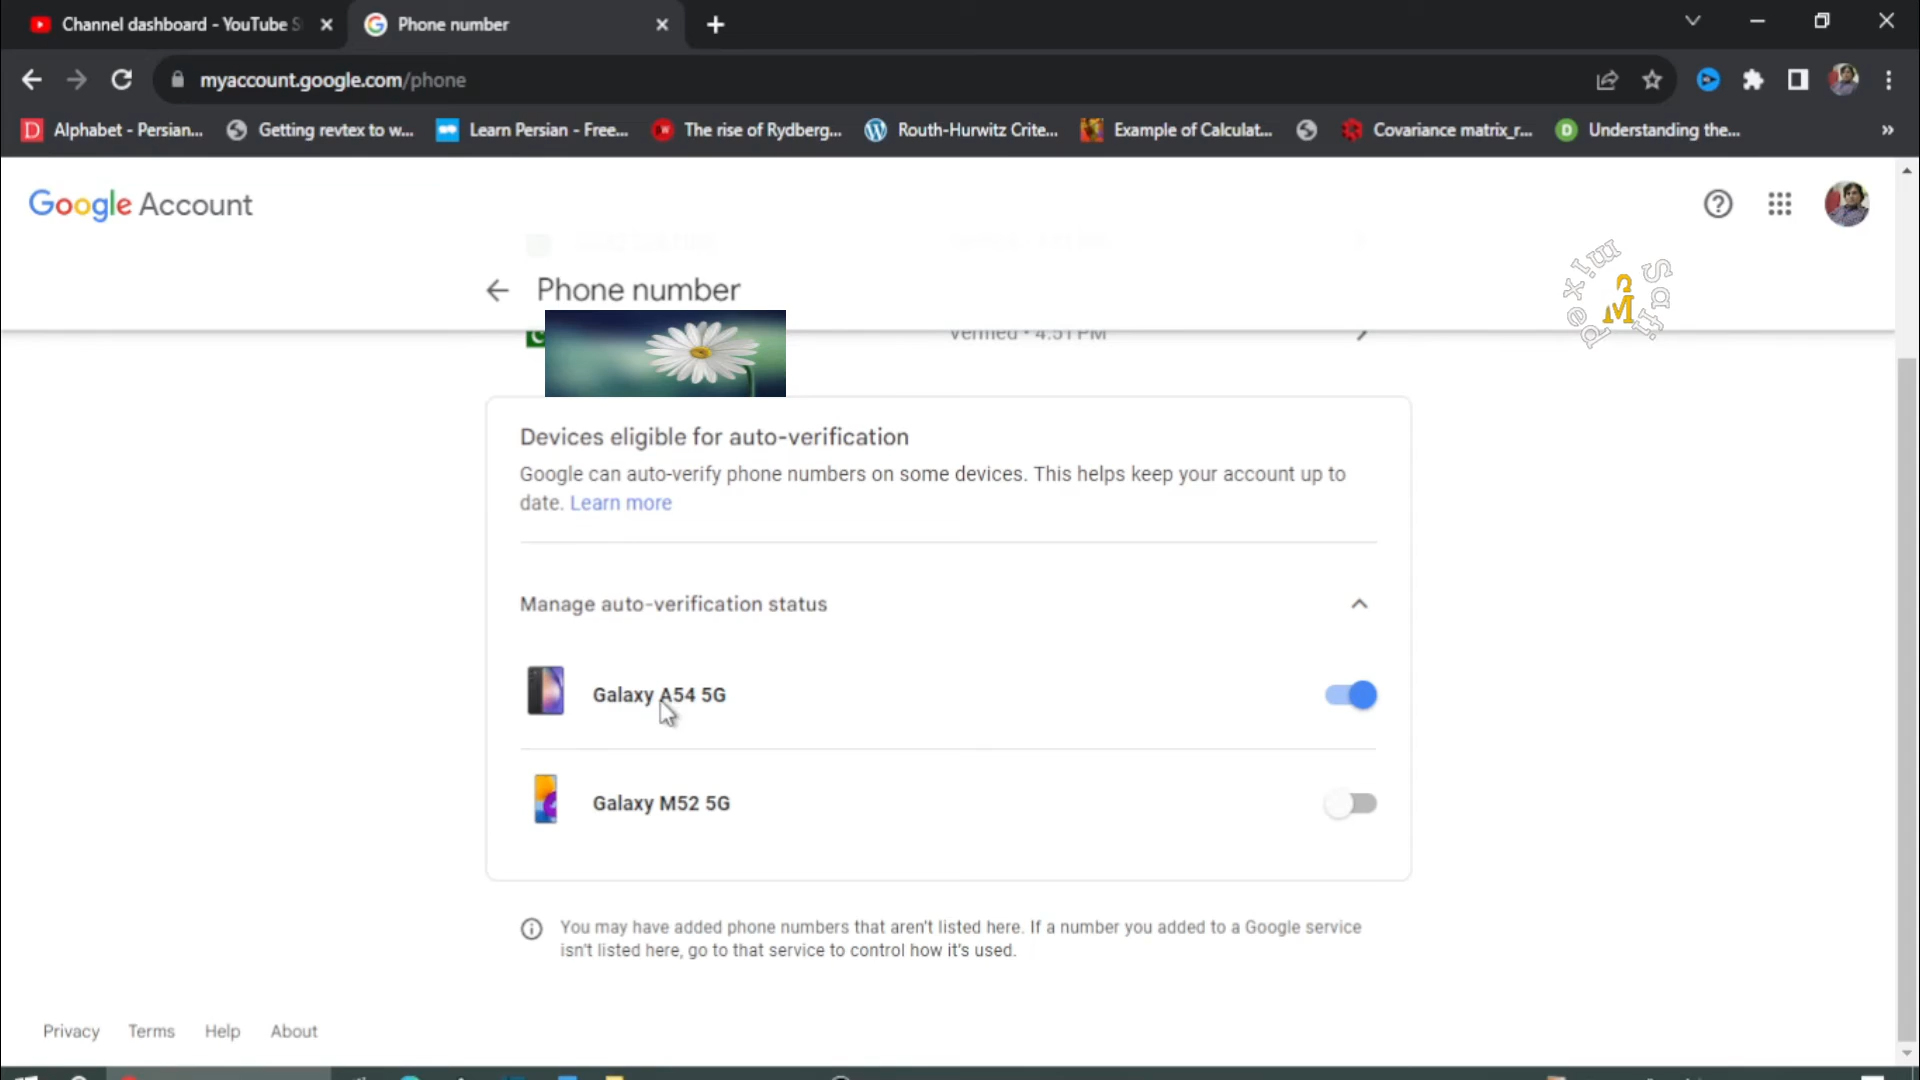 Channel dashboard - YouTube S
Phone number
myaccount.google.com/phone
Alphabet - Persian...
Getting revtex to w...
Learn Persian - Free...
The rise of Rydberg...
Routh-Hurwitz Crite...
Example of Calculat...
Covariance matrix_r...
Understanding the...
Google Account
Phone number
Verified • 4:51 PM
Devices eligible for auto-verification
Google can auto-verify phone numbers on some devices. This helps keep your account up to
date. Learn more
Manage auto-verification status
Galaxy A54 5G
Galaxy M52 5G
You may have added phone numbers that aren't listed here. If a number you added to a Google service
isn't listed here, go to that service to control how it's used.
Privacy Terms Help About